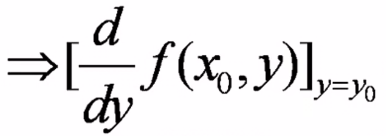 ⇒[d/dy f(x₀, y)]_{y=y₀}